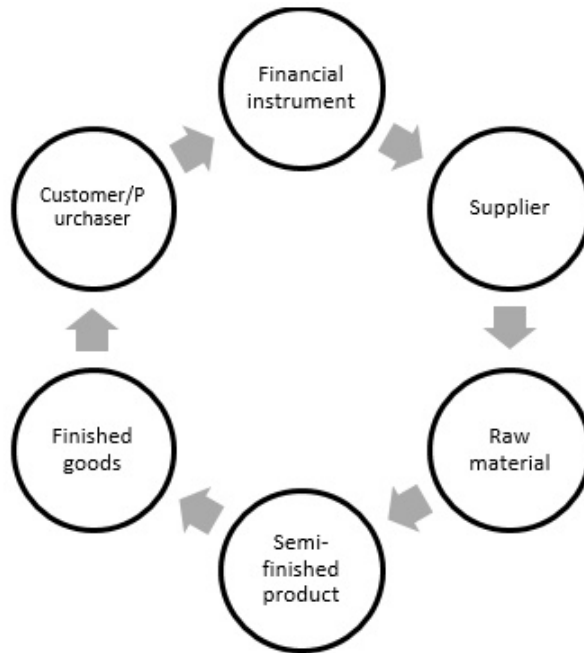 Financial
instrument
Supplier
Raw
material
Semi-
finished
product
Finished
goods
Customer/P
urchaser